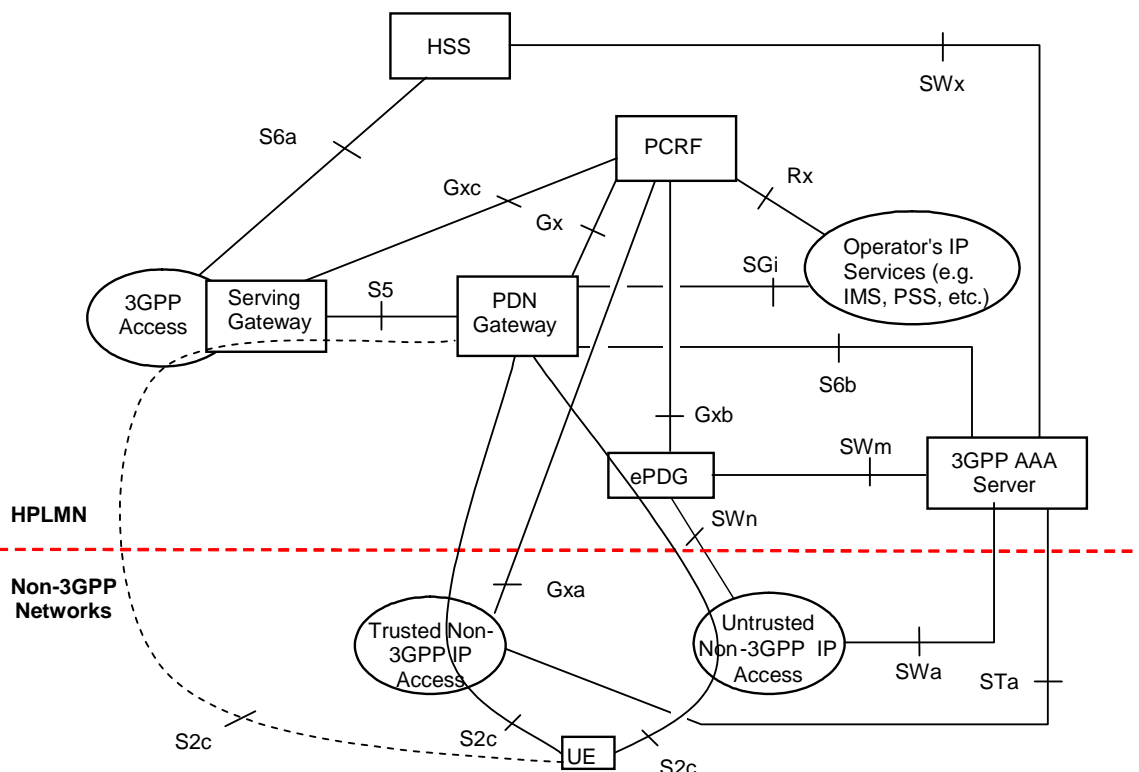 HSS
SWx
S6a
PCRF
Rx
Gxc
Gx
Operator's IP
Services (e.g.
IMS, PSS, etc.)
SGi
3GPP
Access
Serving
Gateway
S5
PDN
Gateway
S6b
Gxb
SWm
3GPP AAA
Server
ePDG
SWn
HPLMN
Non-3GPP
Networks
Gxa
Trusted Non-
3GPP IP
Access
Untrusted
Non-3GPP IP
Access
SWa
STa
S2c
S2c
UE
S2c